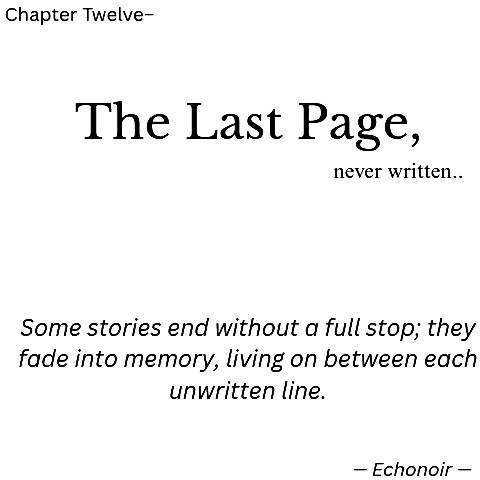 Chapter Twelve–
The Last Page,
never written..
Some stories end without a full stop; they
fade into memory, living on between each
unwritten line.
— Echonoir —